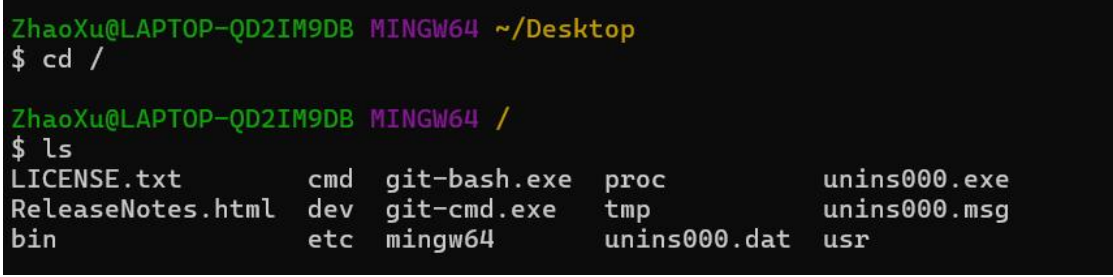 ZhaoXu@LAPTOP-QD2IM9DB MINGW64 ~/Desktop
$ cd /
ZhaoXu@LAPTOP-QD2IM9DB MINGW64 /
$ ls
LICENSE.txt cmd git-bash.exe proc unins000.exe
ReleaseNotes.html dev git-cmd.exe tmp unins000.msg
bin etc mingw64 unins000.dat usr